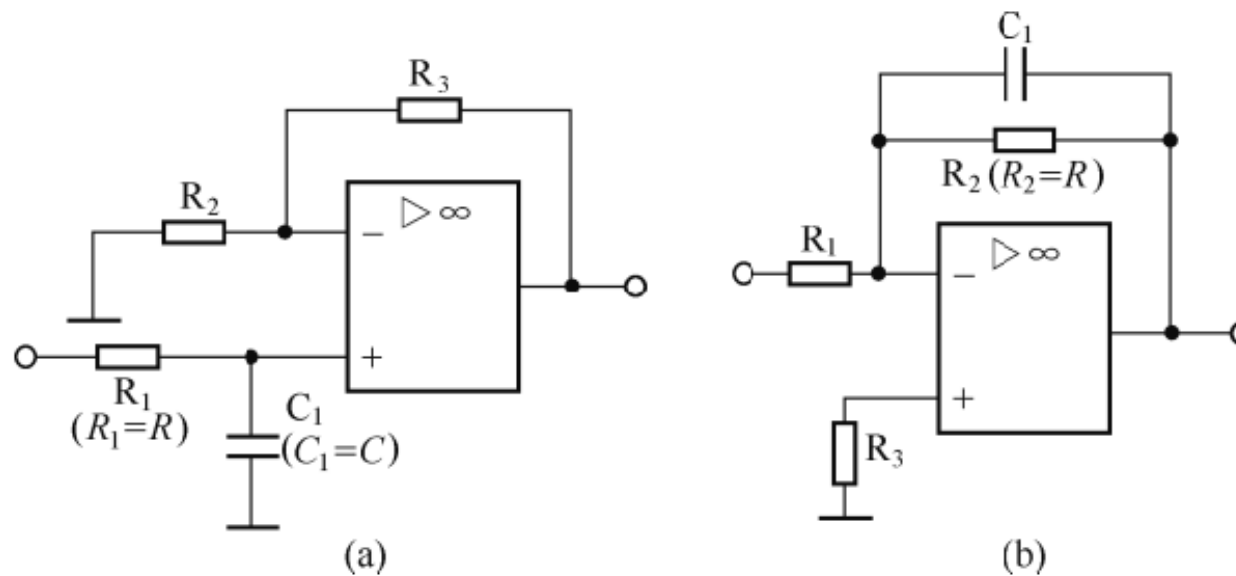 R₃
R₂
▷ ∞
−
+
R₁
(R₁=R)
C₁
(C₁=C)
(a)
C₁
R₂(R₂=R)
R₁
▷ ∞
−
+
R₃
(b)